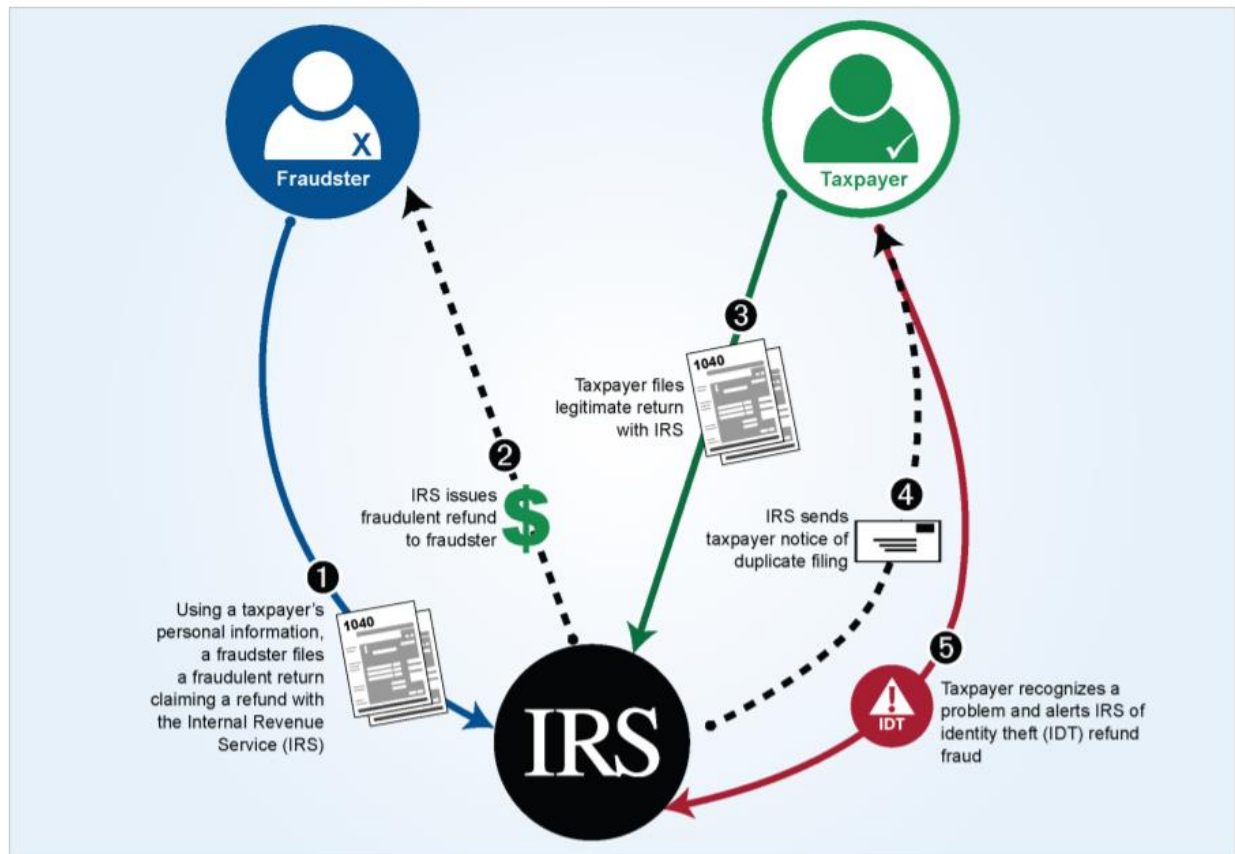 X
Fraudster
Taxpayer
1
Using a taxpayer's
personal information,
a fraudster files
a fraudulent return
claiming a refund with
the Internal Revenue
Service (IRS)
1040
2
IRS issues
fraudulent refund
to fraudster
$
3
Taxpayer files
legitimate return
with IRS
1040
4
IRS sends
taxpayer notice of
duplicate filing
5
IDT
Taxpayer recognizes a
problem and alerts IRS of
identity theft (IDT) refund
fraud
IRS